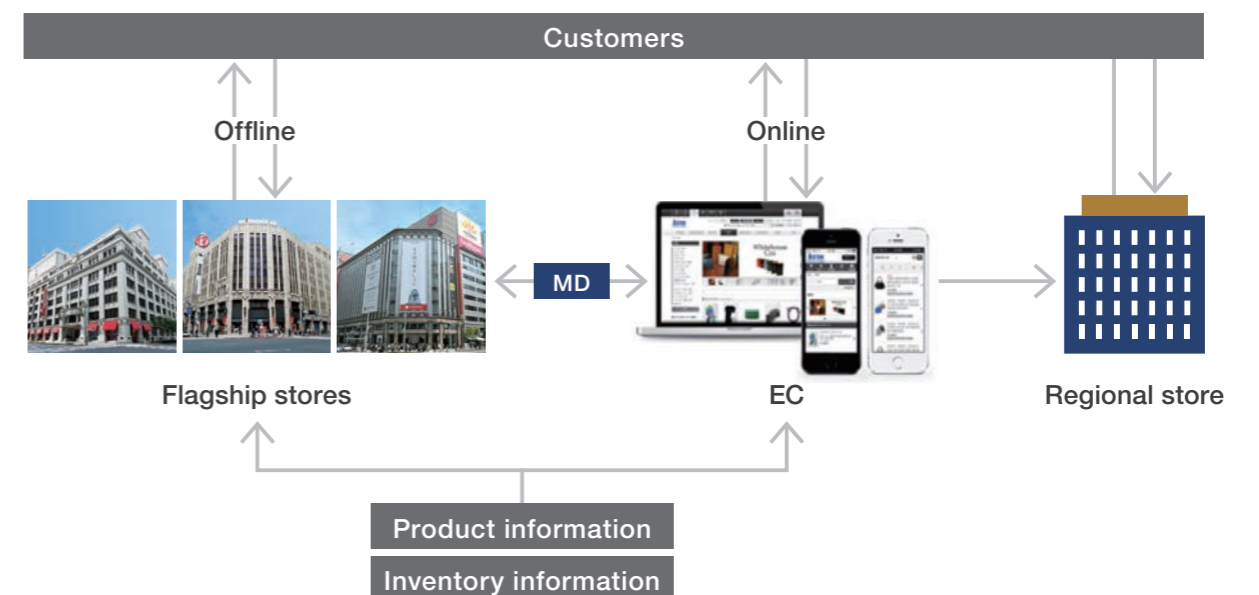 Customers
Offline
Online
MD
Flagship stores
EC
Regional store
Product information
Inventory information